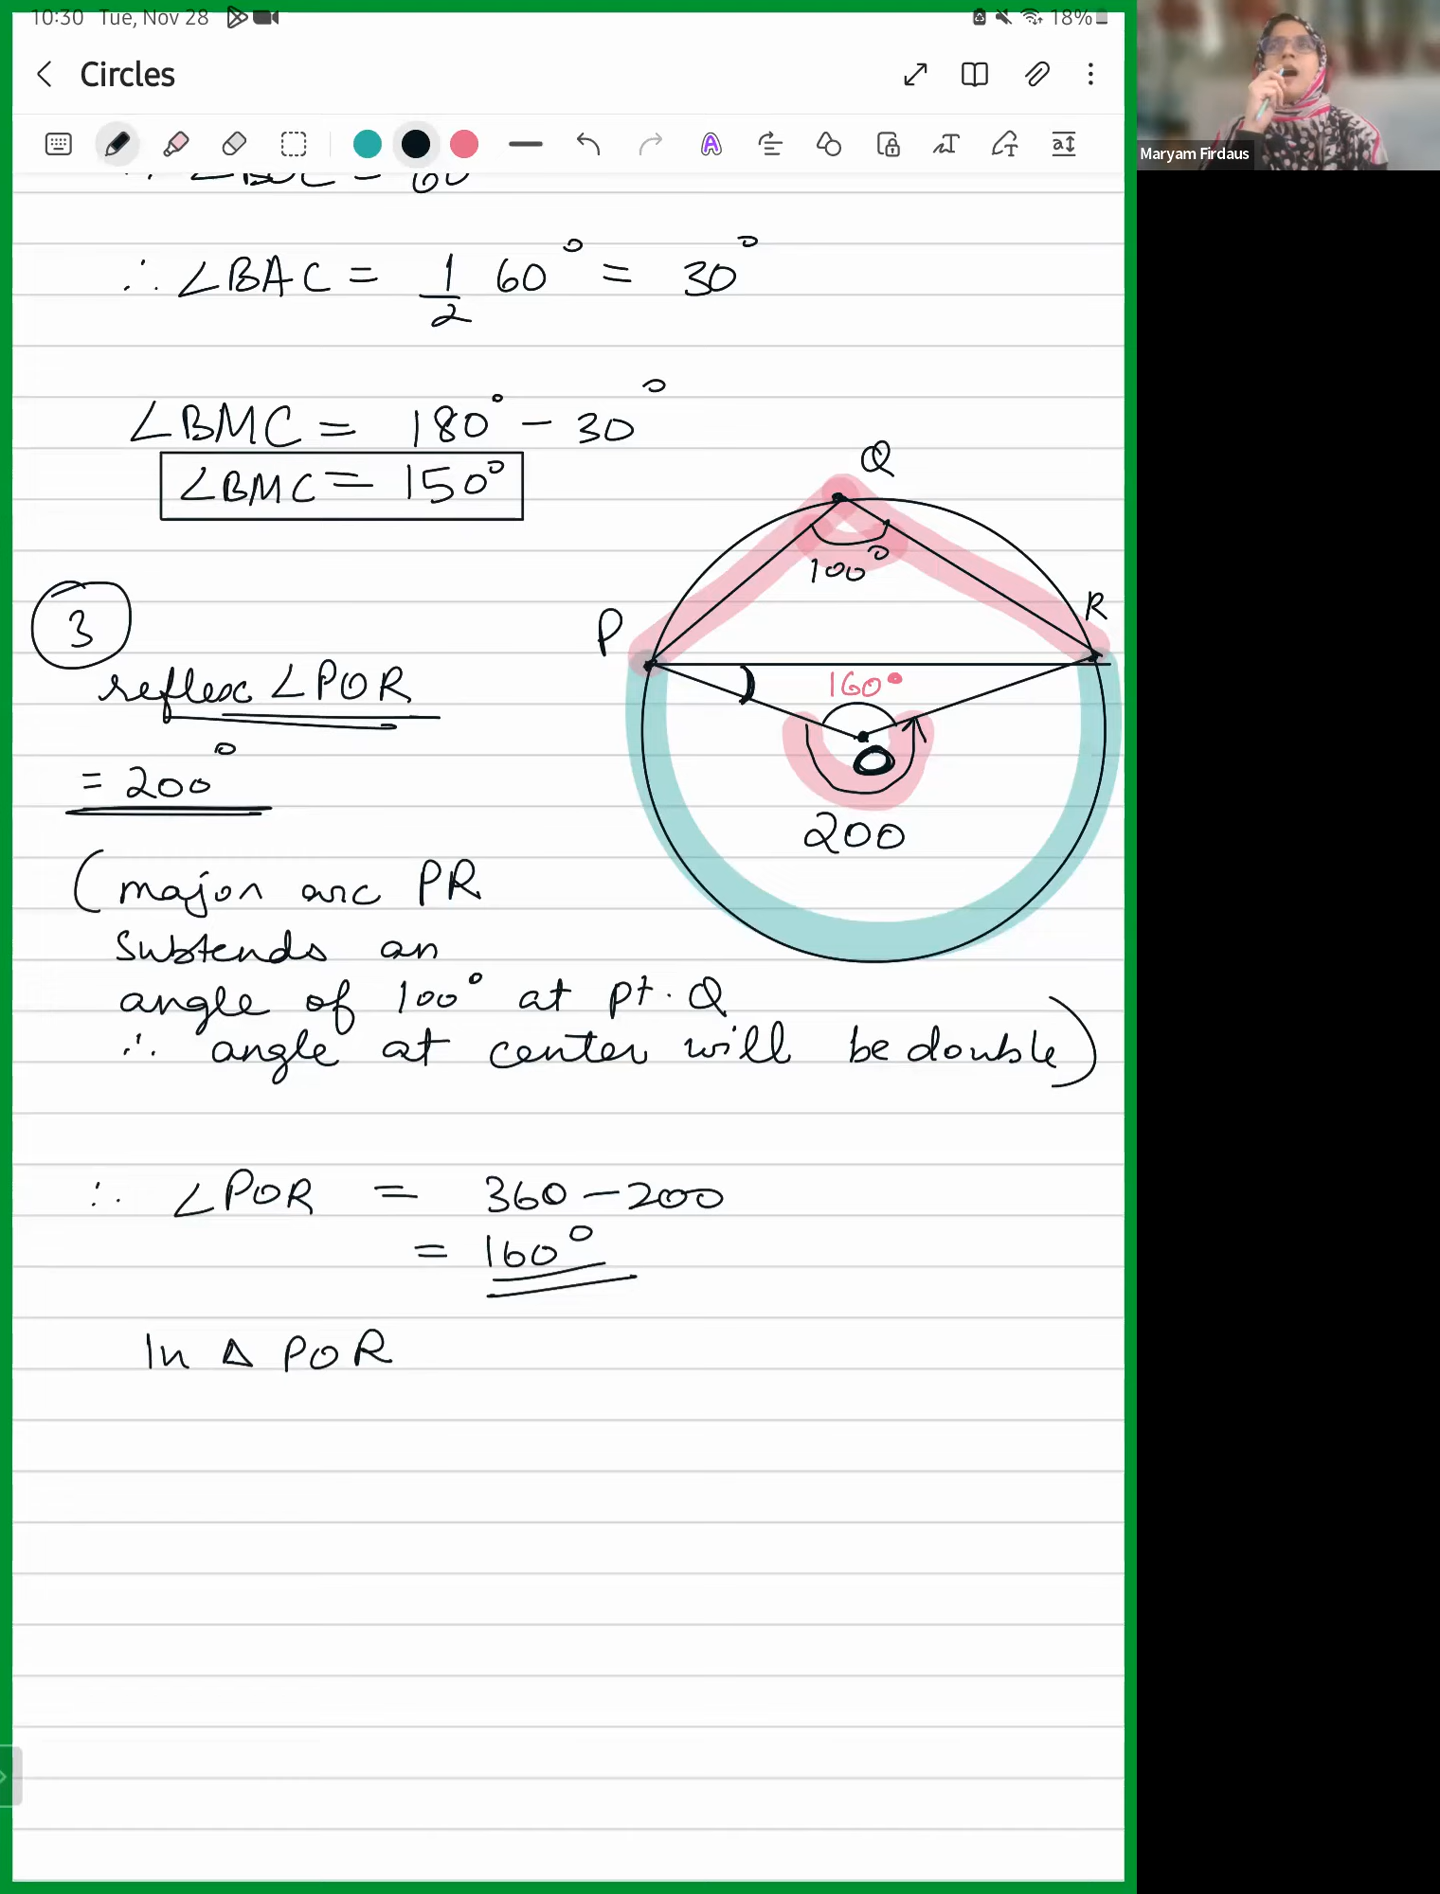 10:30 Tue, Nov 28
18%
Circles
Maryam Firdaus
∴ ∠BAC = 1/2 60° = 30°
∠BMC = 180° - 30°
∠BMC = 150°
Q
100°
P
R
160°
O
200
3
reflex ∠POR
= 200°
(major arc PR
subtends an
angle of 100° at pt. Q
∴ angle at center will be double)
∴ ∠POR = 360 - 200
= 160°
In Δ POR